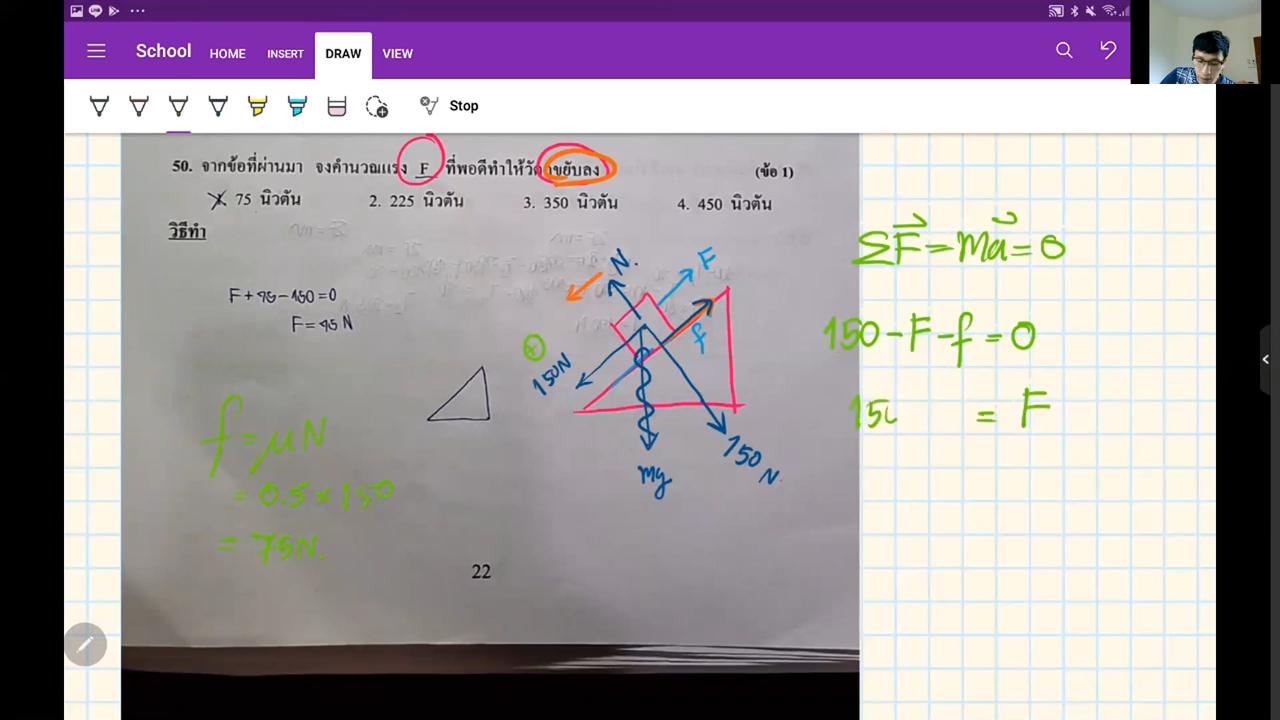 School HOME INSERT DRAW VIEW
Stop
50. จากข้อที่ผ่านมา จงคำนวณแรง F ที่พอดีทำให้วัต ขยับลง (ข้อ 1)
1. 75 นิวตัน 2. 225 นิวตัน 3. 350 นิวตัน 4. 450 นิวตัน
วิธีทำ
F+75-150=0
F=75 N
N.
F
f
+
150N
150 N.
mg
f = μN
= 0.5 × 150
= 75N.
ΣF = ma = 0
150 - F - f = 0
150 = F
22